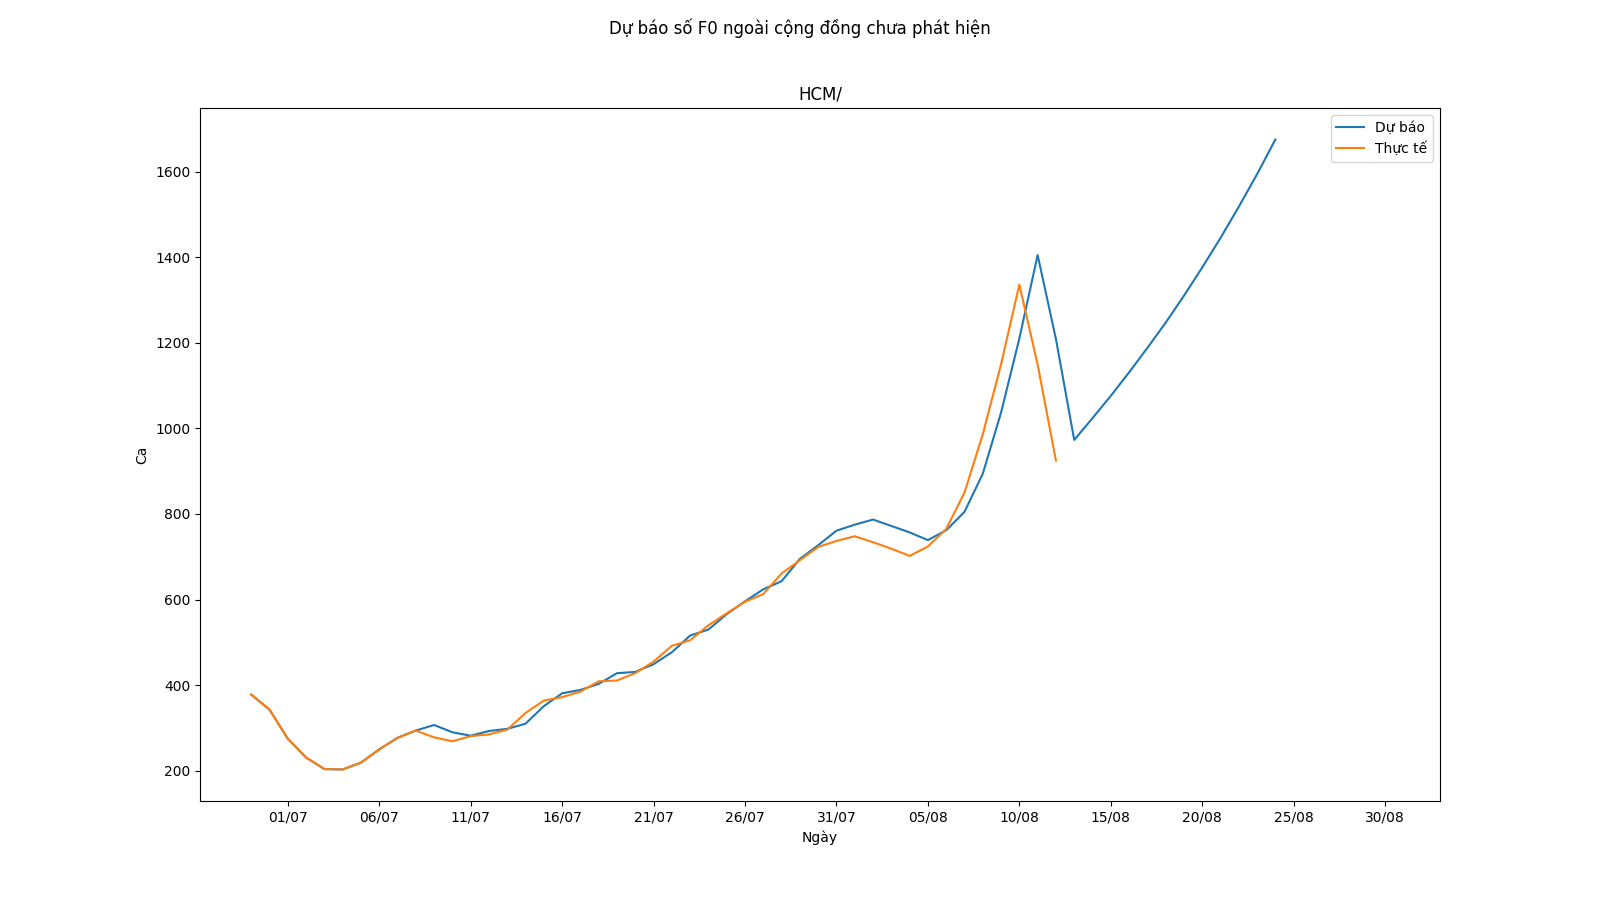 Dự báo số F0 ngoài cộng đồng chưa phát hiện
HCM/
Dự báo
Thực tế
1600
1400
1200
1000
800
600
400
200
Ca
01/07 06/07 11/07 16/07 21/07 26/07 31/07 05/08 10/08 15/08 20/08 25/08 30/08
Ngày